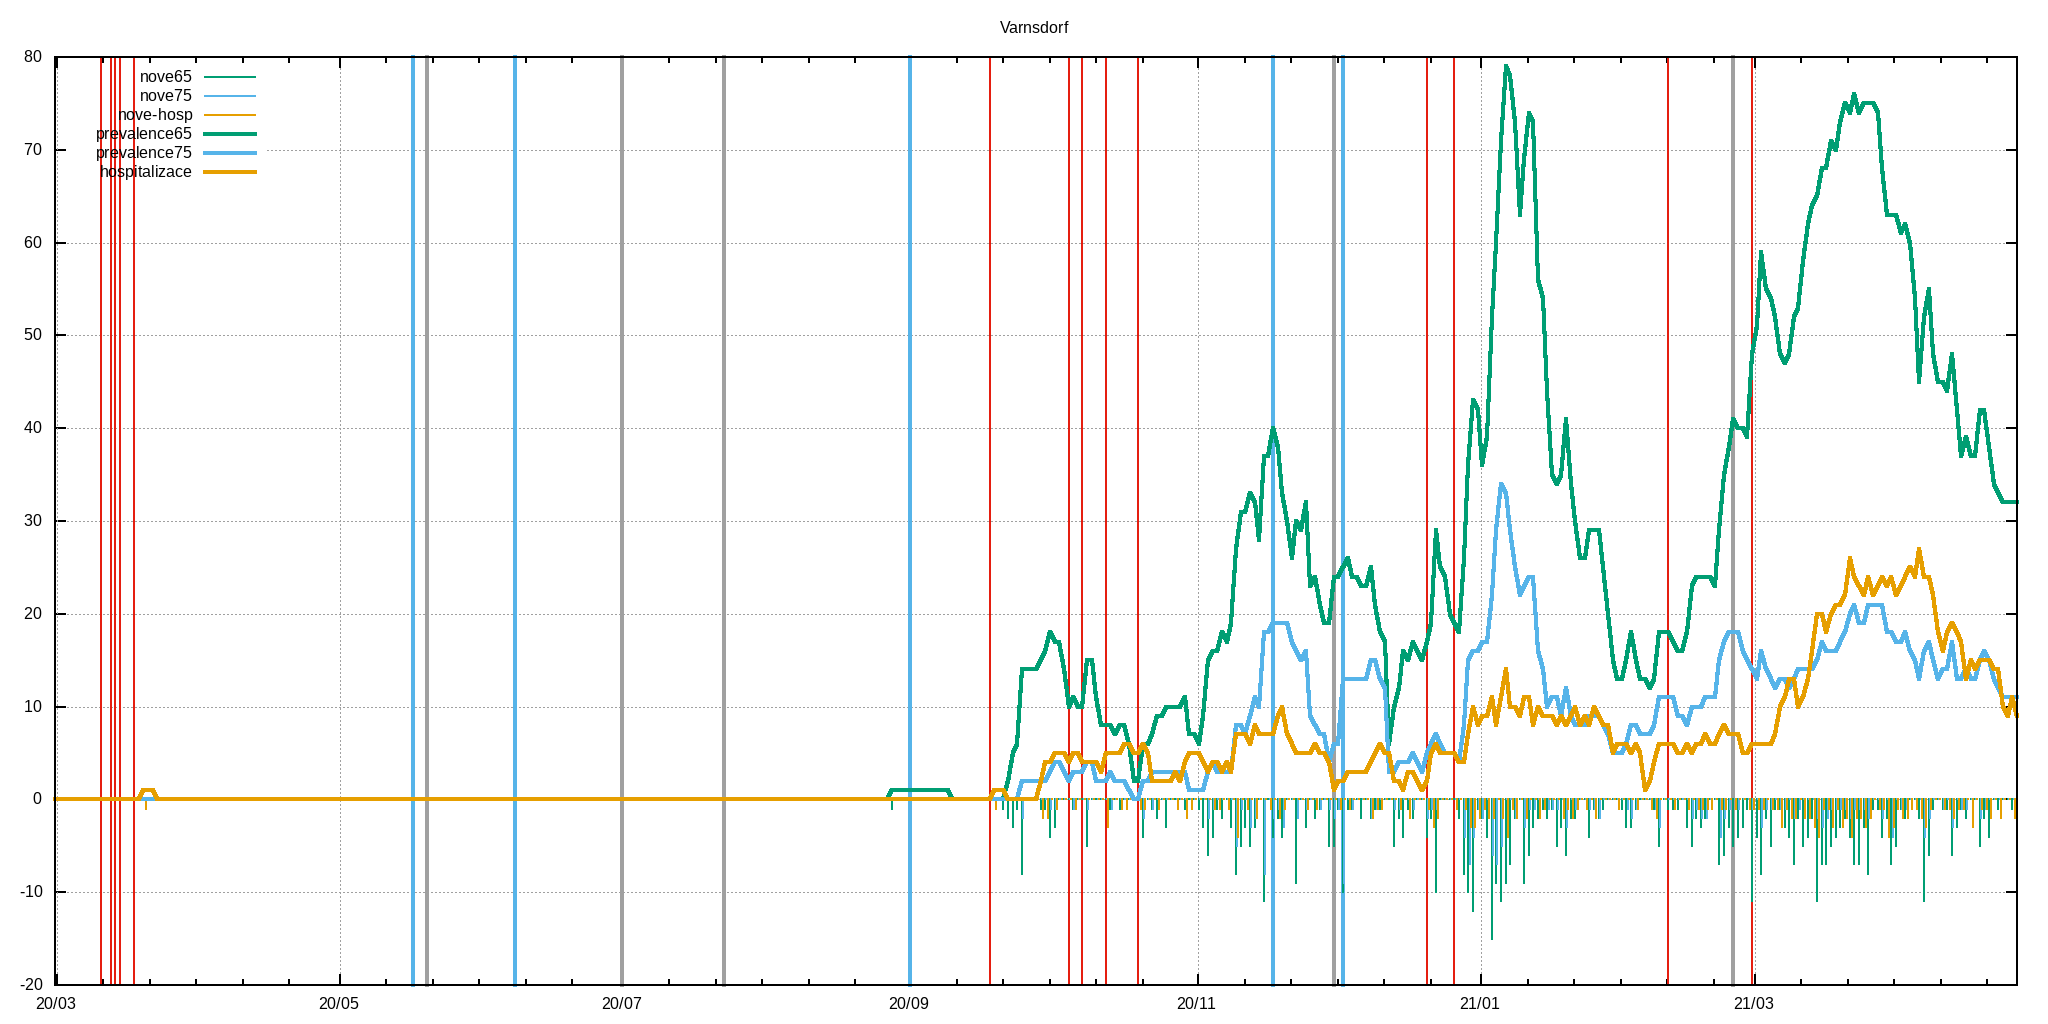 Varnsdorf
80
nove65
nove75
nove-hosp
prevalence65
prevalence75
hospitalizace
70
60
50
40
30
20
10
0
-10
-20
20/03 20/05 20/07 20/09 20/11 21/01 21/03